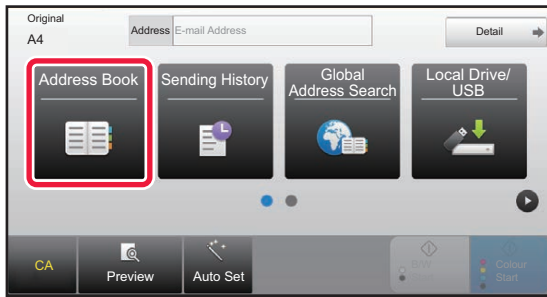 Original
A4
Address E-mail Address
Detail
Address Book
Sending History
Global
Address Search
Local Drive/
USB
CA
Preview
Auto Set
B/W
Start
Colour
Start